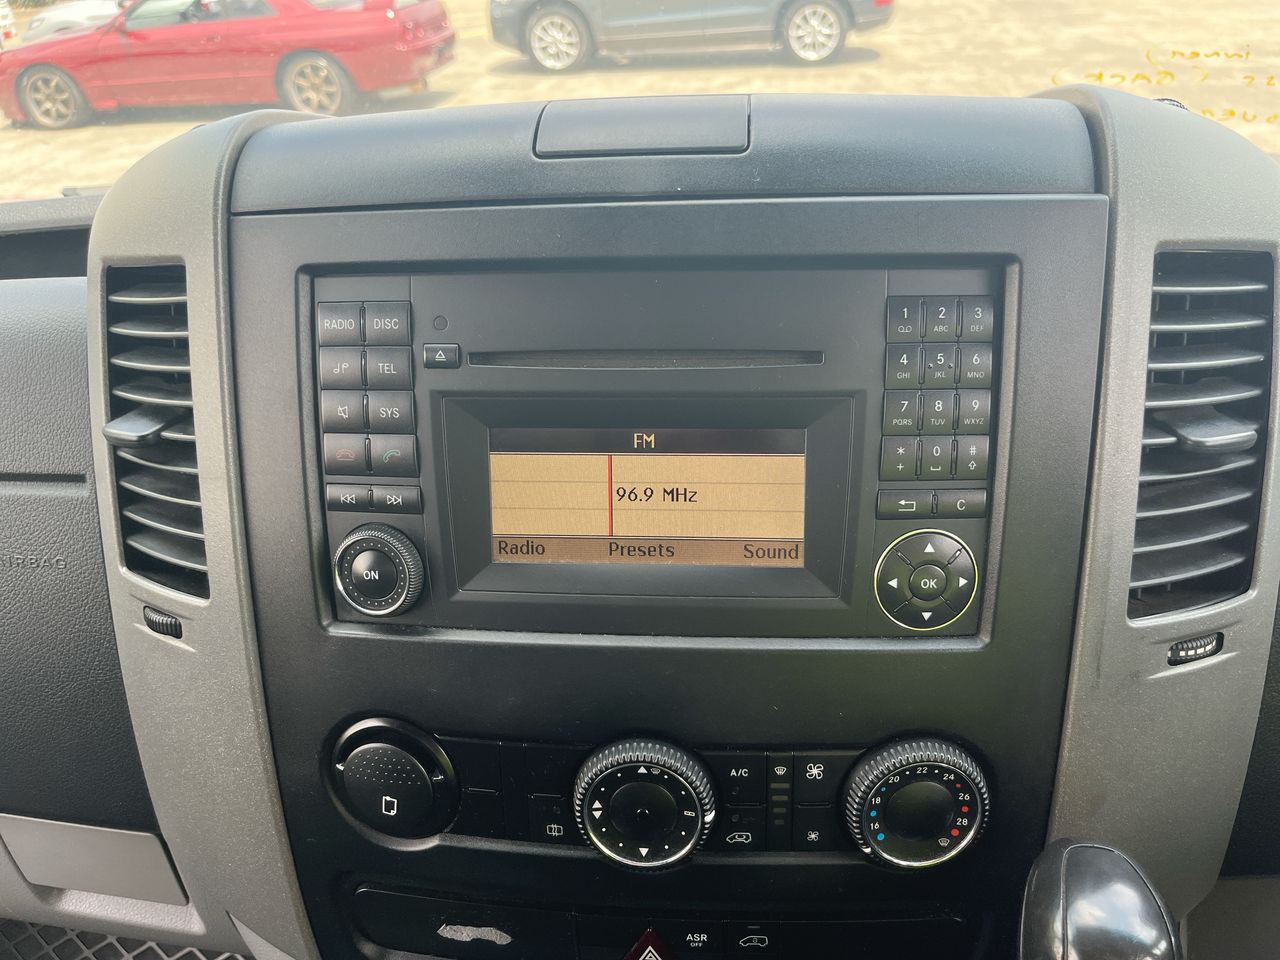 RADIO DISC
TEL
SYS
ON
FM
96.9 MHz
Radio Presets Sound
1 2 ABC 3 DEF
4 GHI 5 JKL 6 MNO
7 PQRS 8 TUV 9 WXYZ
* + 0 #
C
OK
AIRBAG
A/C
16 18 20 22 24 26 28
ASR
OFF